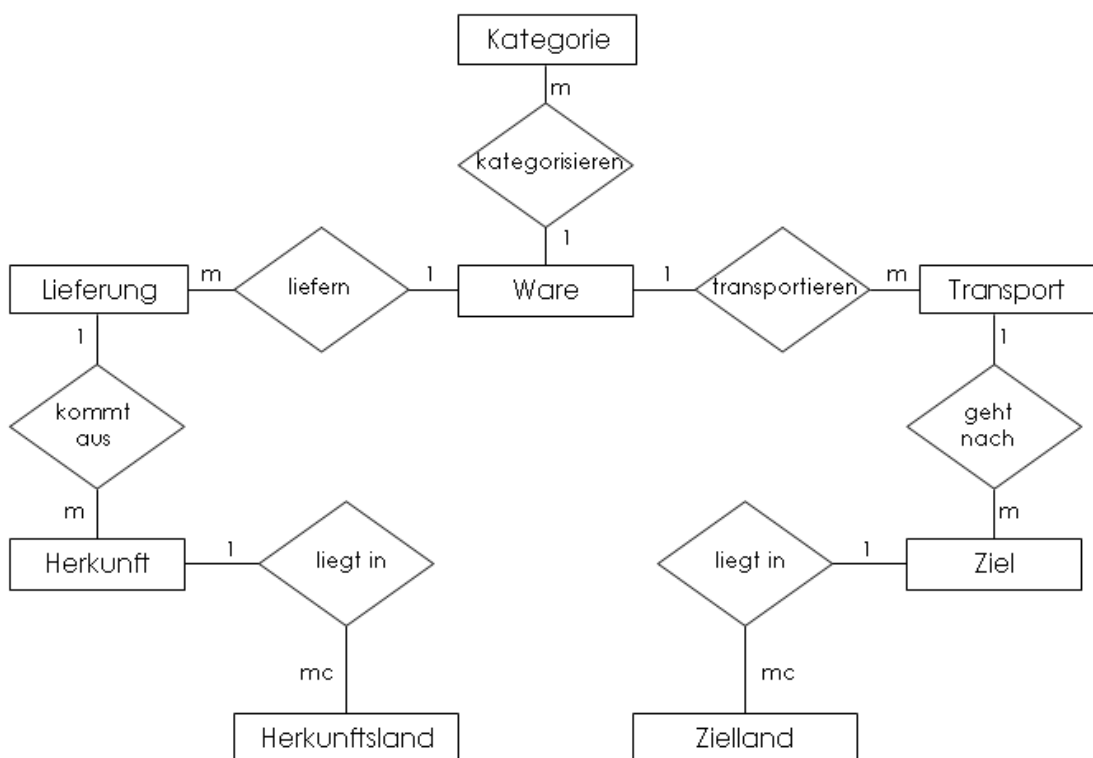 Kategorie
m
kategorisieren
1
Lieferung
m
liefern
1
Ware
1
transportieren
m
Transport
1
kommt
aus
m
Herkunft
1
liegt in
mc
Herkunftsland
1
geht
nach
m
Ziel
1
liegt in
mc
Zielland